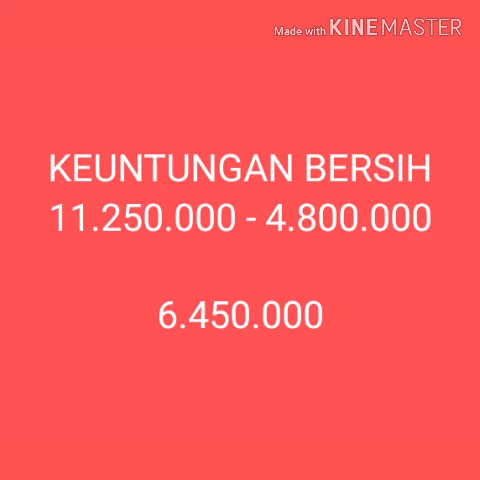 Made with KINEMASTER
KEUNTUNGAN BERSIH
11.250.000 - 4.800.000
6.450.000